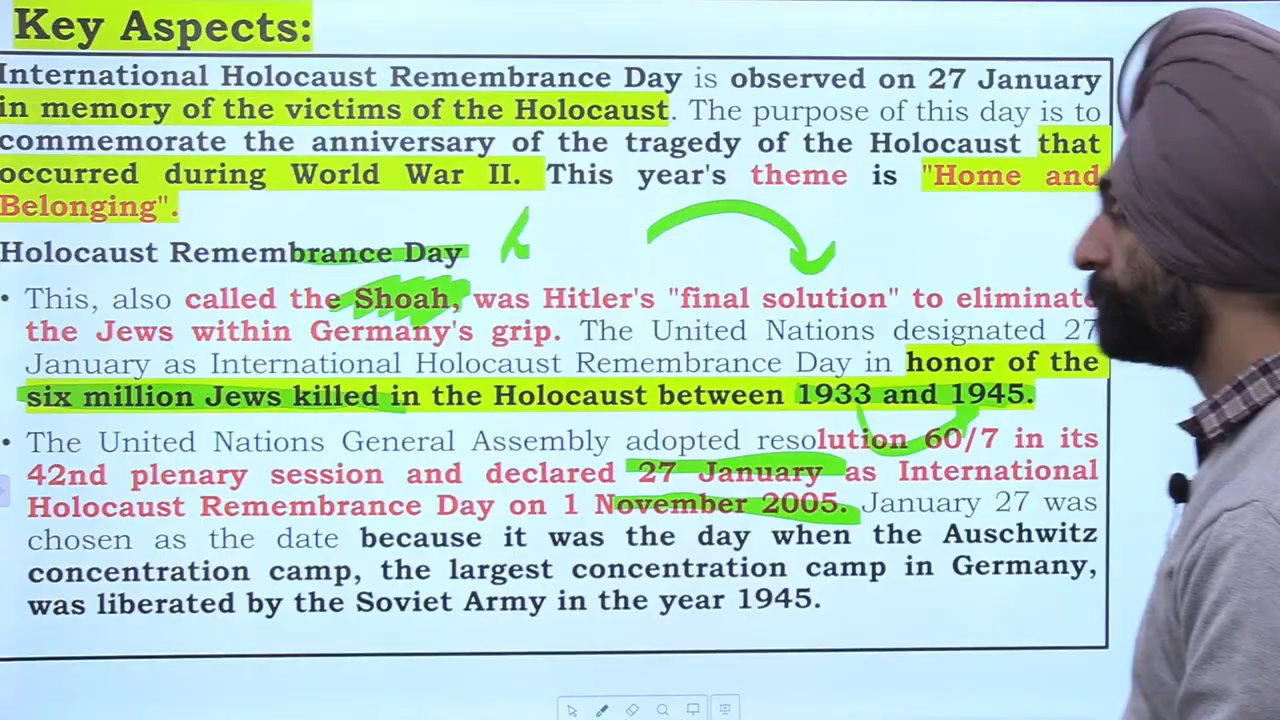 Key Aspects:
International Holocaust Remembrance Day is observed on 27 January
in memory of the victims of the Holocaust. The purpose of this day is to
commemorate the anniversary of the tragedy of the Holocaust that
occurred during World War II. This year's theme is "Home and
Belonging".
Holocaust Remembrance Day
• This, also called the Shoah, was Hitler's "final solution" to eliminate
the Jews within Germany's grip. The United Nations designated 27
January as International Holocaust Remembrance Day in honor of the
six million Jews killed in the Holocaust between 1933 and 1945.
• The United Nations General Assembly adopted resolution 60/7 in its
42nd plenary session and declared 27 January as International
Holocaust Remembrance Day on 1 November 2005. January 27 was
chosen as the date because it was the day when the Auschwitz
concentration camp, the largest concentration camp in Germany,
was liberated by the Soviet Army in the year 1945.